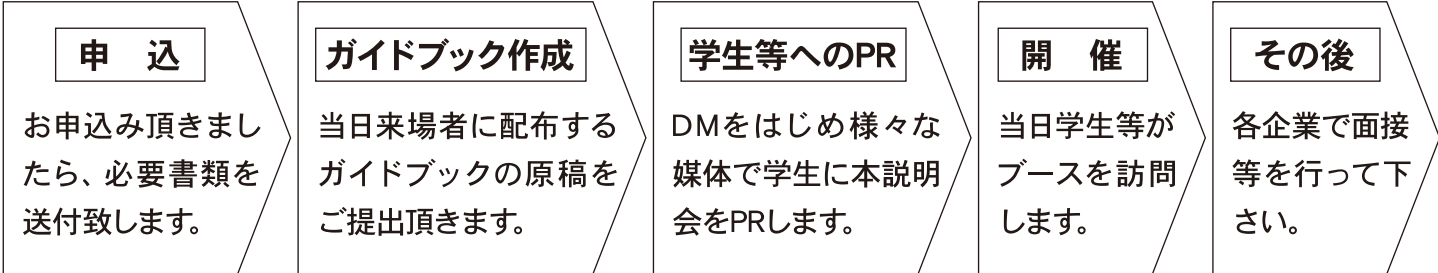 申　込
お申込み頂きまし
たら、必要書類を
送付致します。
ガイドブック作成
当日来場者に配布する
ガイドブックの原稿を
ご提出頂きます。
学生等へのPR
DMをはじめ様々な
媒体で学生に本説明
会をPRします。
開　催
当日学生等が
ブースを訪問
します。
その後
各企業で面接
等を行って下
さい。